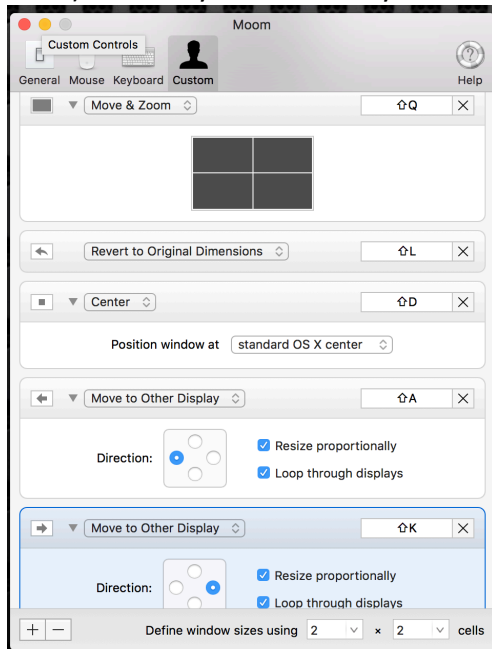 Moom
Custom Controls
General Mouse Keyboard Custom Help
Move & Zoom ⇧Q
Revert to Original Dimensions ⇧L
Center ⇧D
Position window at standard OS X center
Move to Other Display ⇧A
Direction: Resize proportionally
Loop through displays
Move to Other Display ⇧K
Direction: Resize proportionally
Loop through displays
Define window sizes using 2 × 2 cells